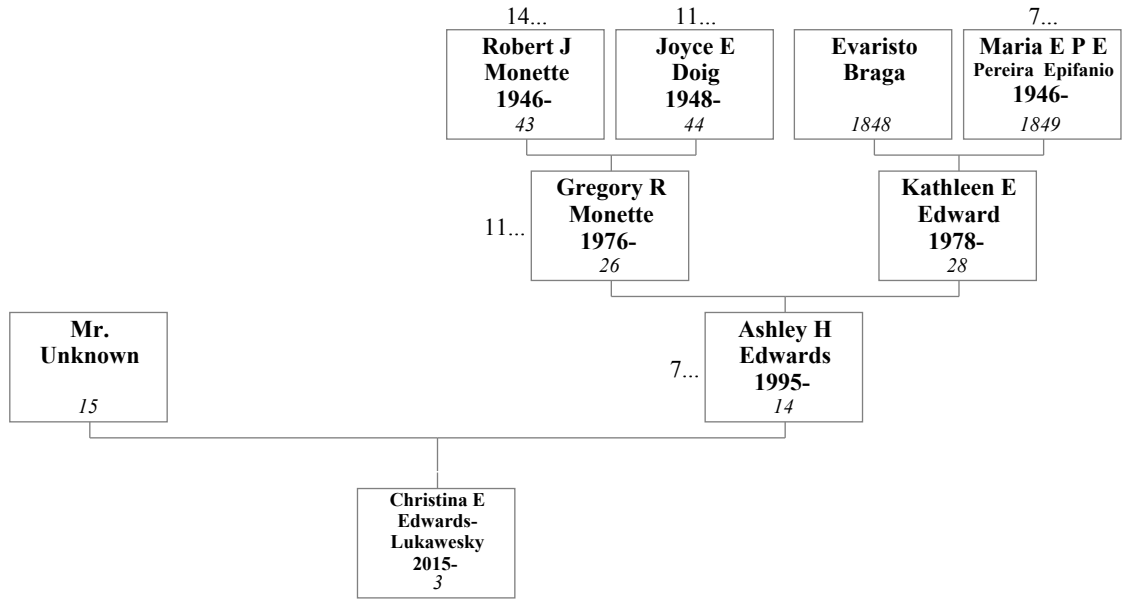 14...
11...
7...
Robert J
Monette
1946-
43
Joyce E
Doig
1948-
44
Evaristo
Braga
1848
Maria E P E
Pereira Epifanio
1946-
1849
11...
Gregory R
Monette
1976-
26
Kathleen E
Edward
1978-
28
Mr.
Unknown
15
7...
Ashley H
Edwards
1995-
14
Christina E
Edwards-
Lukawesky
2015-
3